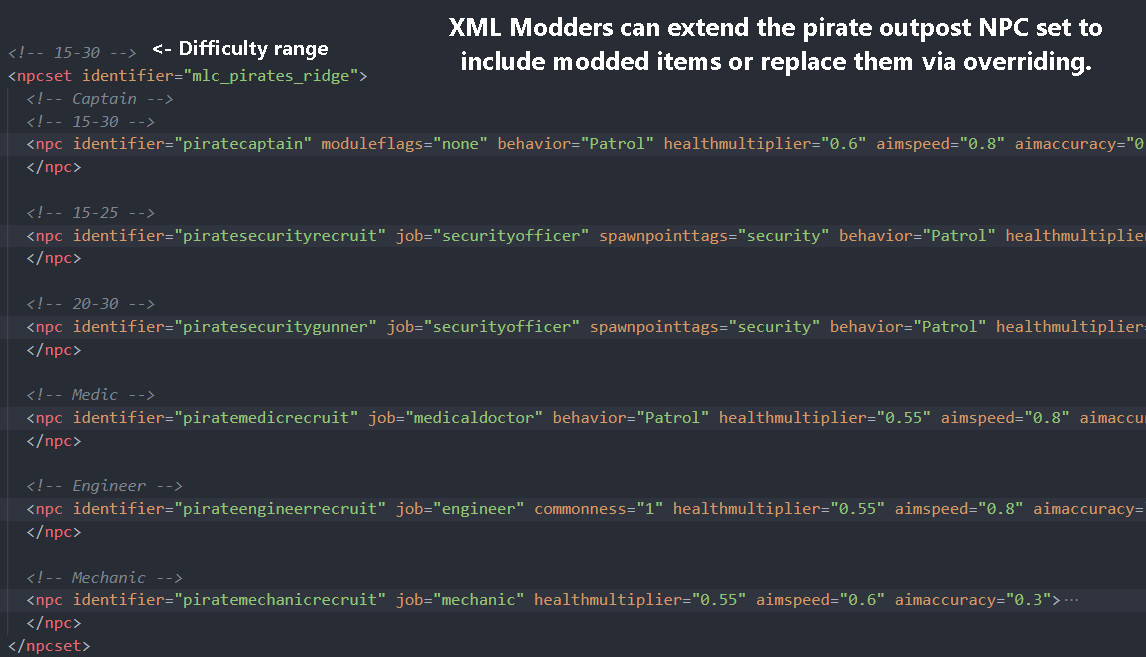 XML Modders can extend the pirate outpost NPC set to
include modded items or replace them via overriding.
<!-- 15-30 --> <- Difficulty range
<npcset identifier="mlc_pirates_ridge">
<!-- Captain -->
<!-- 15-30 -->
<npc identifier="piratecaptain" moduleflags="none" behavior="Patrol" healthmultiplier="0.6" aimspeed="0.8" aimaccuracy="0
</npc>
<!-- 15-25 -->
<npc identifier="piratesecurityrecruit" job="securityofficer" spawnpointtags="security" behavior="Patrol" healthmultiplie
</npc>
<!-- 20-30 -->
<npc identifier="piratesecuritygunner" job="securityofficer" spawnpointtags="security" behavior="Patrol" healthmultiplier=
</npc>
<!-- Medic -->
<npc identifier="piratemedicrecruit" job="medicaldoctor" behavior="Patrol" healthmultiplier="0.55" aimspeed="0.8" aimaccu
</npc>
<!-- Engineer -->
<npc identifier="pirateengineerrecruit" job="engineer" commonness="1" healthmultiplier="0.55" aimspeed="0.8" aimaccuracy=
</npc>
<!-- Mechanic -->
<npc identifier="piratemechanicrecruit" job="mechanic" healthmultiplier="0.55" aimspeed="0.6" aimaccuracy="0.3">···
</npc>
</npcset>